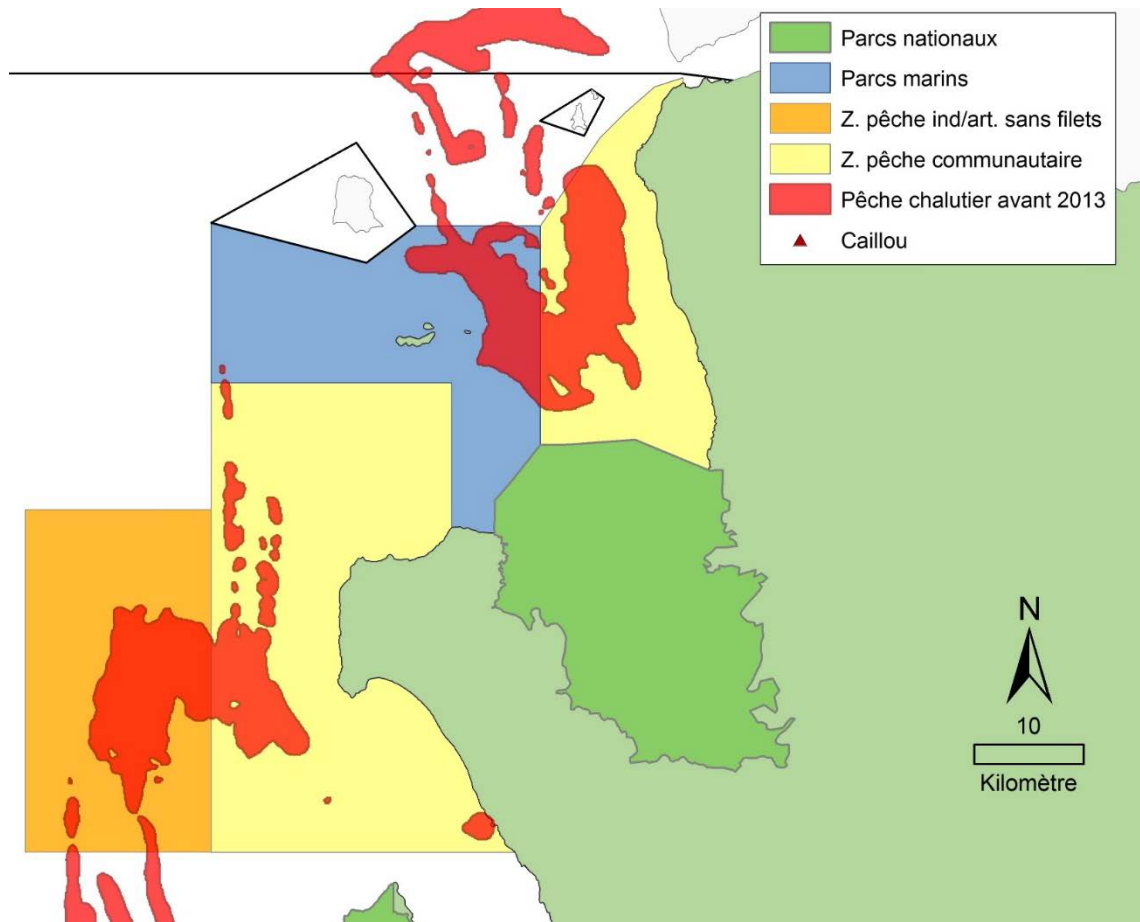 Parcs nationaux
Parcs marins
Z. pêche ind/art. sans filets
Z. pêche communautaire
Pêche chalutier avant 2013
Caillou
N
10
Kilomètre